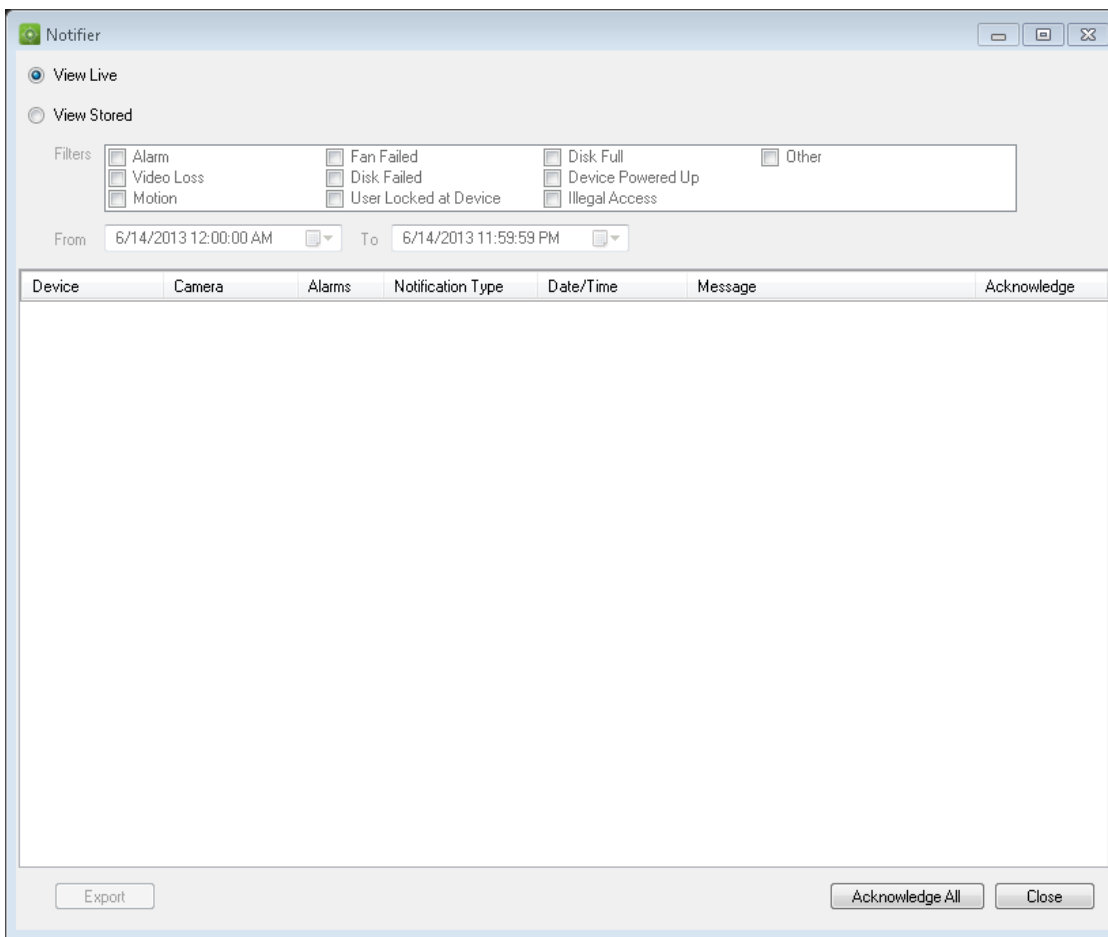 Notifier
View Live
View Stored
Filters Alarm Fan Failed Disk Full Other
Video Loss Disk Failed Device Powered Up
Motion User Locked at Device Illegal Access
From 6/14/2013 12:00:00 AM To 6/14/2013 11:59:59 PM
Device Camera Alarms Notification Type Date/Time Message Acknowledge
Export Acknowledge All Close